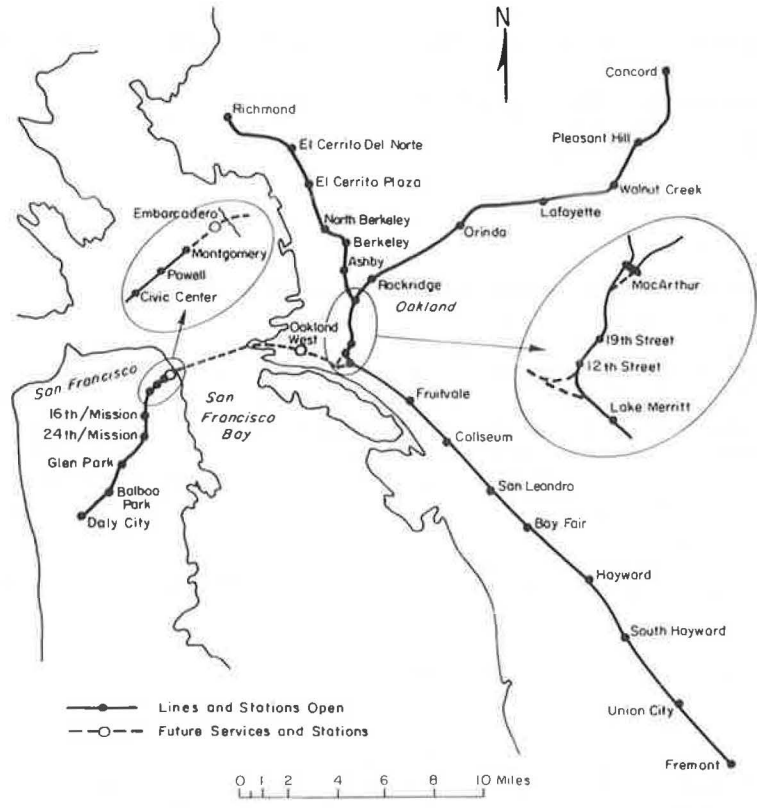 N
Concord
Richmond
Pleasant Hill
El Cerrito Del Norte
El Cerrito Plaza
Walnut Creek
Lafayette
Embarcadero
North Berkeley
Orinda
Berkeley
Montgomery
Ashby
Powell
Rockridge
MacArthur
Civic Center
Oakland
Oakland
West
19th Street
12th Street
San Francisco
San
Francisco
Bay
Fruitvale
Lake Merritt
16th/Mission
24th/Mission
Coliseum
Glen Park
Balboa
Park
San Leandro
Daly City
Bay Fair
Hayward
South Hayward
Lines and Stations Open
Union City
Future Services and Stations
Fremont
0 1 2 4 6 8 10 Miles